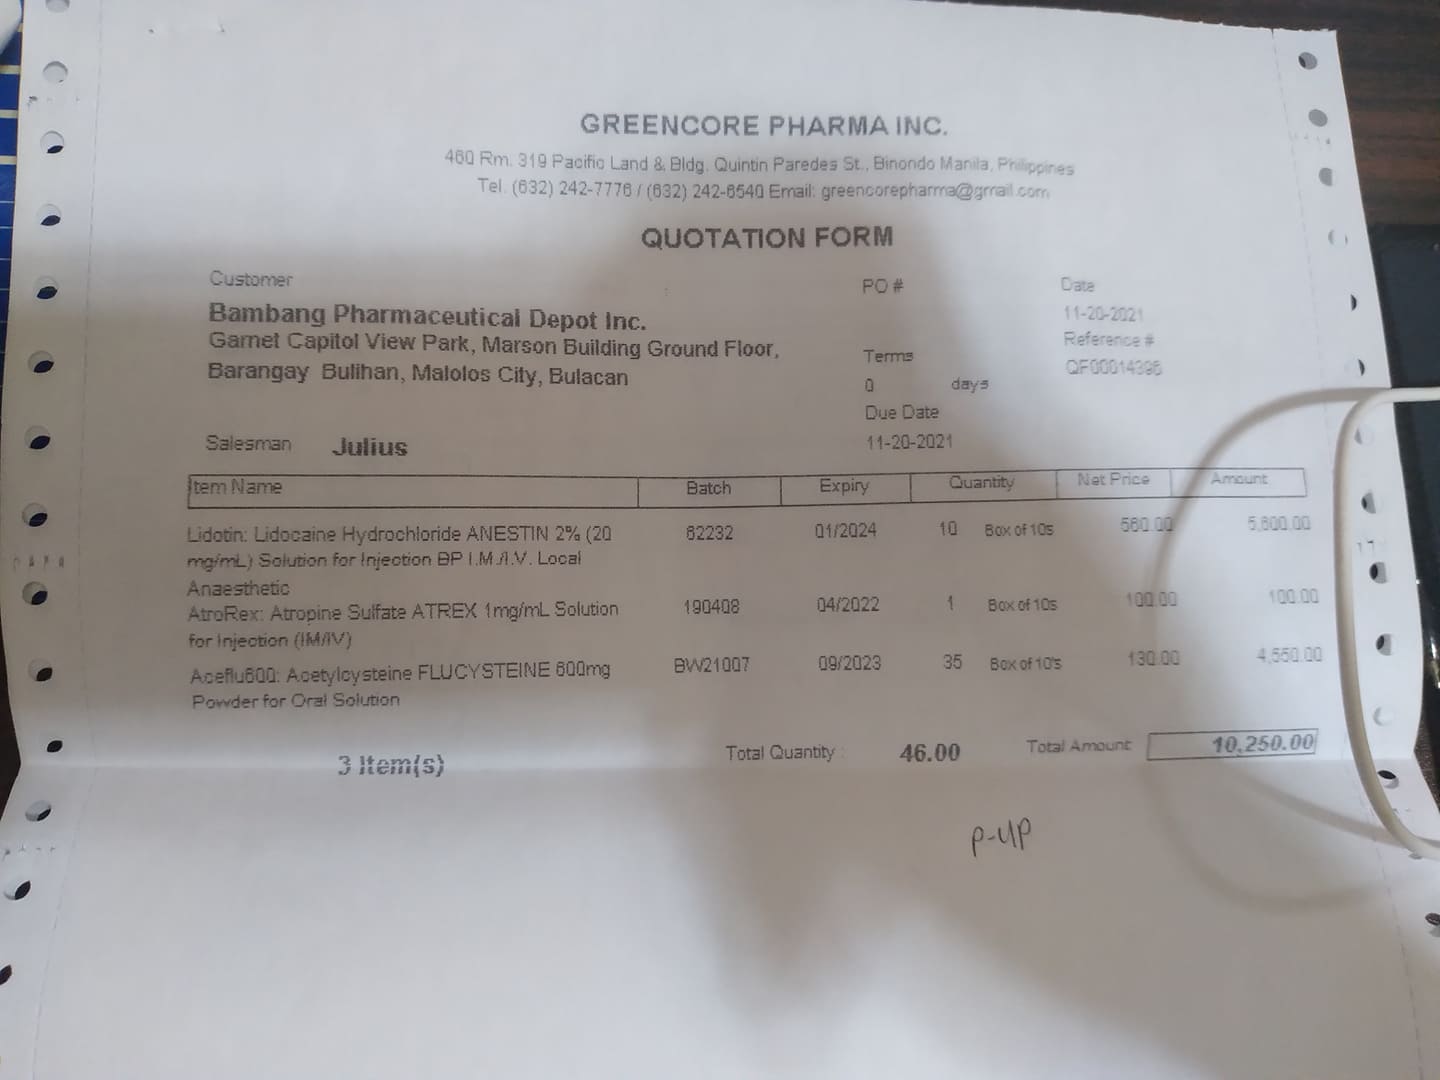 GREENCORE PHARMA INC.
460 Rm. 319 Pacific Land & Bldg. Quintin Paredes St., Binondo Manila, Philippines
Tel. (632) 242-7776 / (632) 242-6540 Email: greencorepharma@gmail.com
QUOTATION FORM
Customer PO # Date
Bambang Pharmaceutical Depot Inc. 11-20-2021
Garnet Capitol View Park, Marson Building Ground Floor, Terms Reference #
Barangay Bulihan, Malolos City, Bulacan 0 days QF00014396
Due Date
Salesman Julius 11-20-2021
Item Name Batch Expiry Quantity Net Price Amount
Lidotin: Lidocaine Hydrochloride ANESTIN 2% (20 62232 01/2024 10 Box of 10s 560.00 5,600.00
mg/mL) Solution for Injection BP I.M./I.V. Local
Anaesthetic
AtroRex: Atropine Sulfate ATREX 1mg/mL Solution 190408 04/2022 1 Box of 10s 100.00 100.00
for Injection (IM/IV)
Aceflu600: Acetylcysteine FLUCYSTEINE 600mg BW21007 09/2023 35 Box of 10's 130.00 4,550.00
Powder for Oral Solution
3 Item(s) Total Quantity : 46.00 Total Amount 10,250.00
P-UP